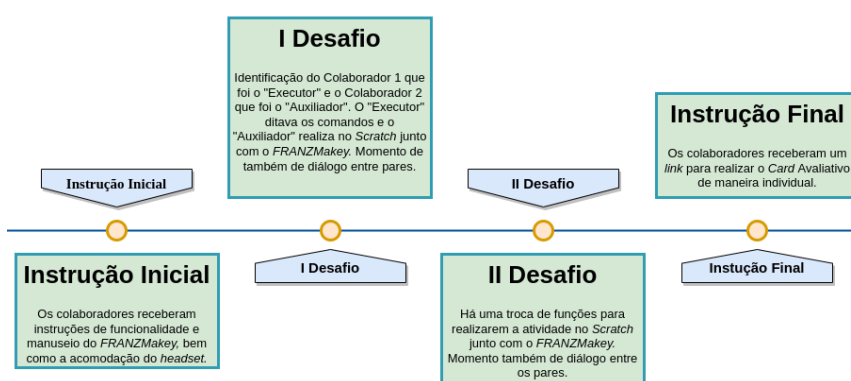 I Desafio
Identificação do Colaborador 1 que
foi o "Executor" e o Colaborador 2
que foi o "Auxiliador". O "Executor"
ditava os comandos e o
"Auxiliador" realiza no Scratch junto
com o FRANZMakey. Momento de
também de diálogo entre pares.
Instrução Final
Os colaboradores receberam um
link para realizar o Card Avaliativo
de maneira individual.
Instrução Inicial
II Desafio
I Desafio
Instução Final
Instrução Inicial
Os colaboradores receberam
instruções de funcionalidade e
manuseio do FRANZMakey, bem
como a acomodação do headset.
II Desafio
Há uma troca de funções para
realizarem a atividade no Scratch
junto com o FRANZMakey.
Momento também de diálogo entre
os pares.